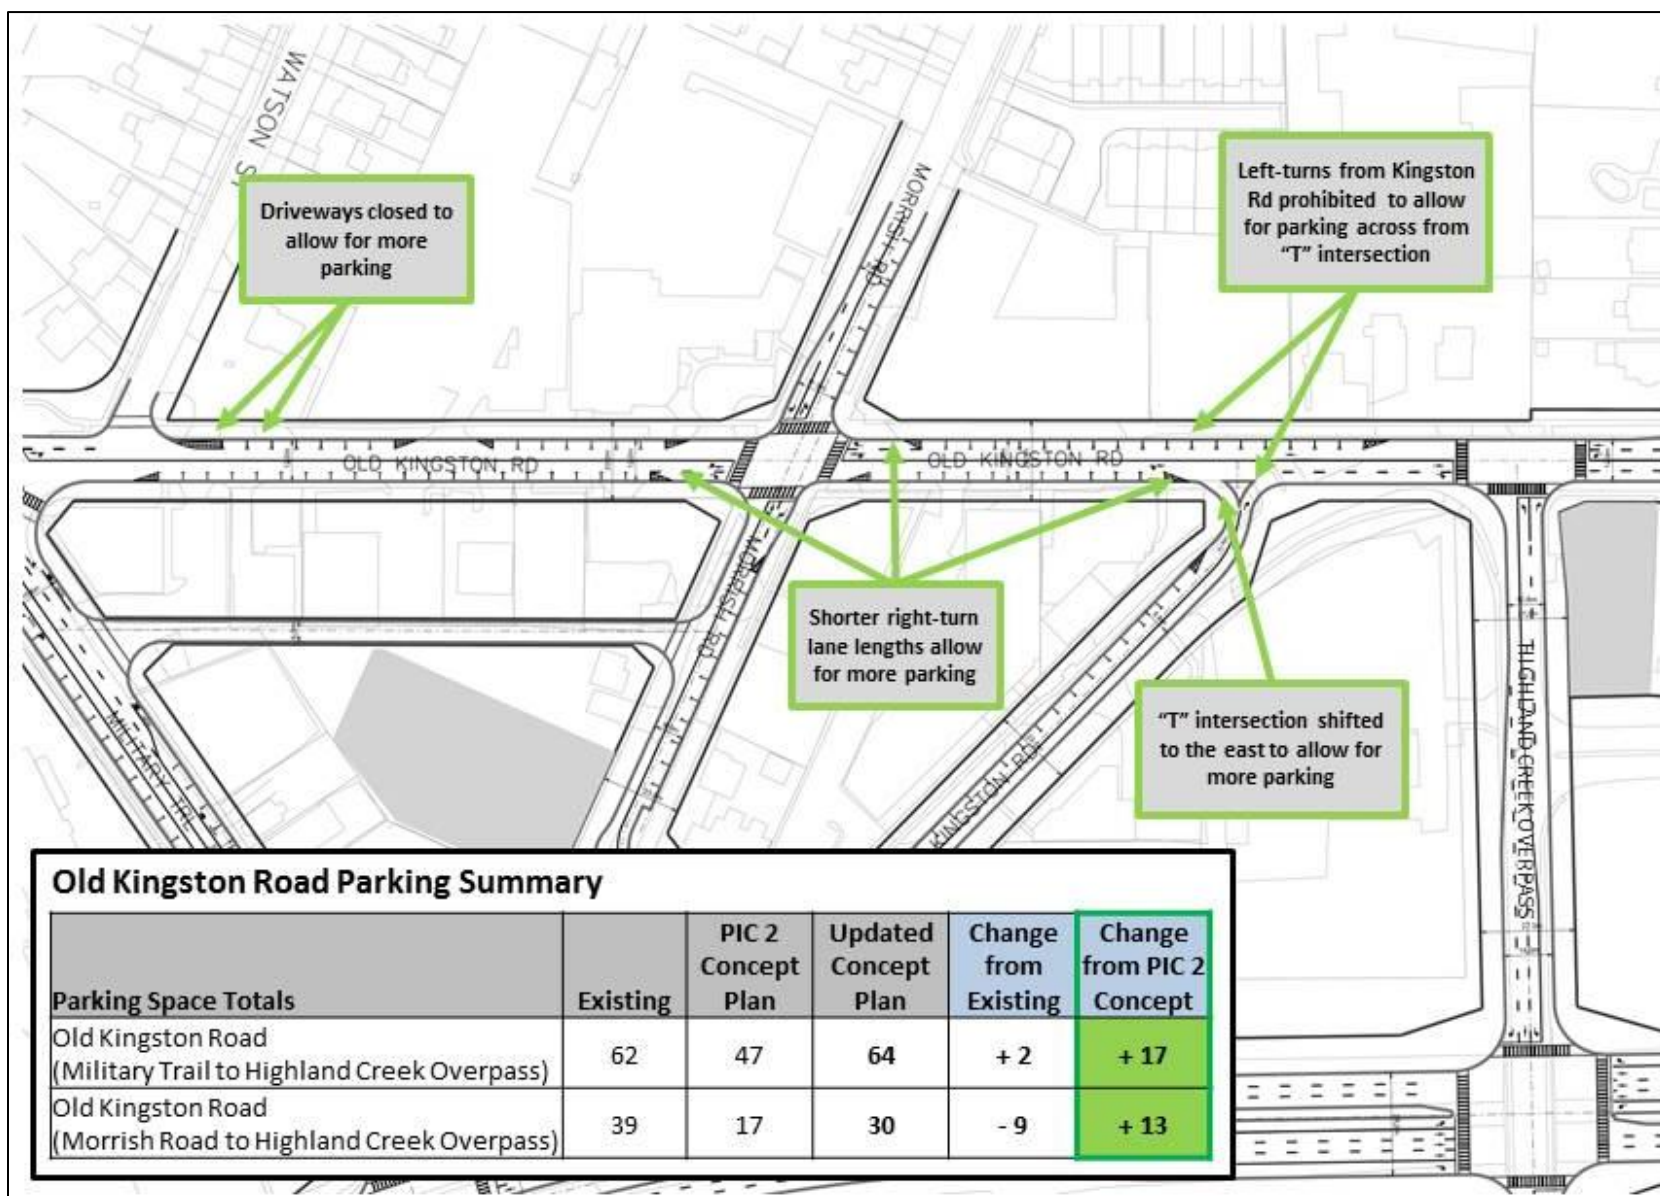 WATSON ST
Driveways closed to
allow for more
parking
MORRISH RD
Left-turns from Kingston
Rd prohibited to allow
for parking across from
“T” intersection
OLD KINGSTON RD
OLD KINGSTON RD
MORRISH RD
Shorter right-turn
lane lengths allow
for more parking
“T” intersection shifted
to the east to allow for
more parking
MILITARY TRL
KINGSTON RD
HIGHLAND CREEK OVERPASS
Old Kingston Road Parking Summary
Parking Space Totals
Existing
PIC 2
Concept
Plan
Updated
Concept
Plan
Change
from
Existing
Change
from PIC 2
Concept
Old Kingston Road
(Military Trail to Highland Creek Overpass)
62
47
64
+ 2
+ 17
Old Kingston Road
(Morrish Road to Highland Creek Overpass)
39
17
30
- 9
+ 13